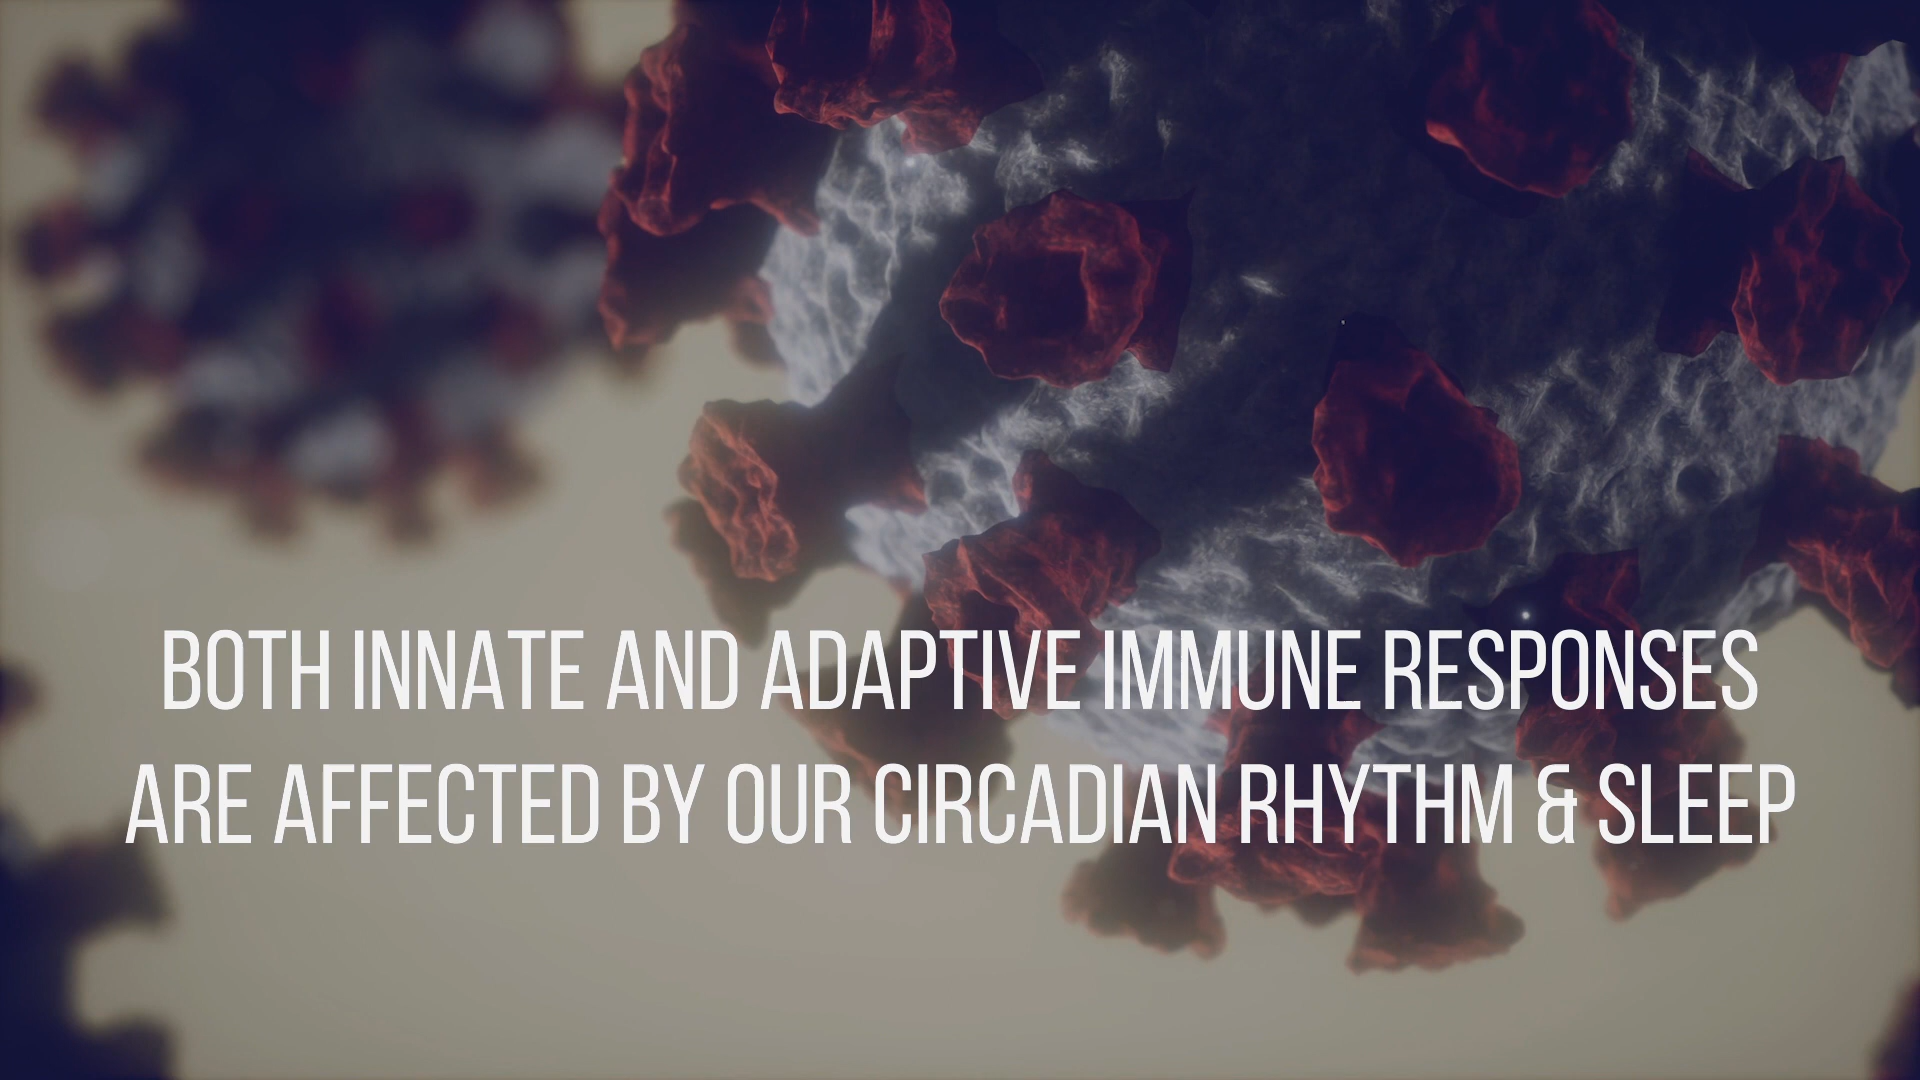 BOTH INNATE AND ADAPTIVE IMMUNE RESPONSES
ARE AFFECTED BY OUR CIRCADIAN RHYTHM & SLEEP